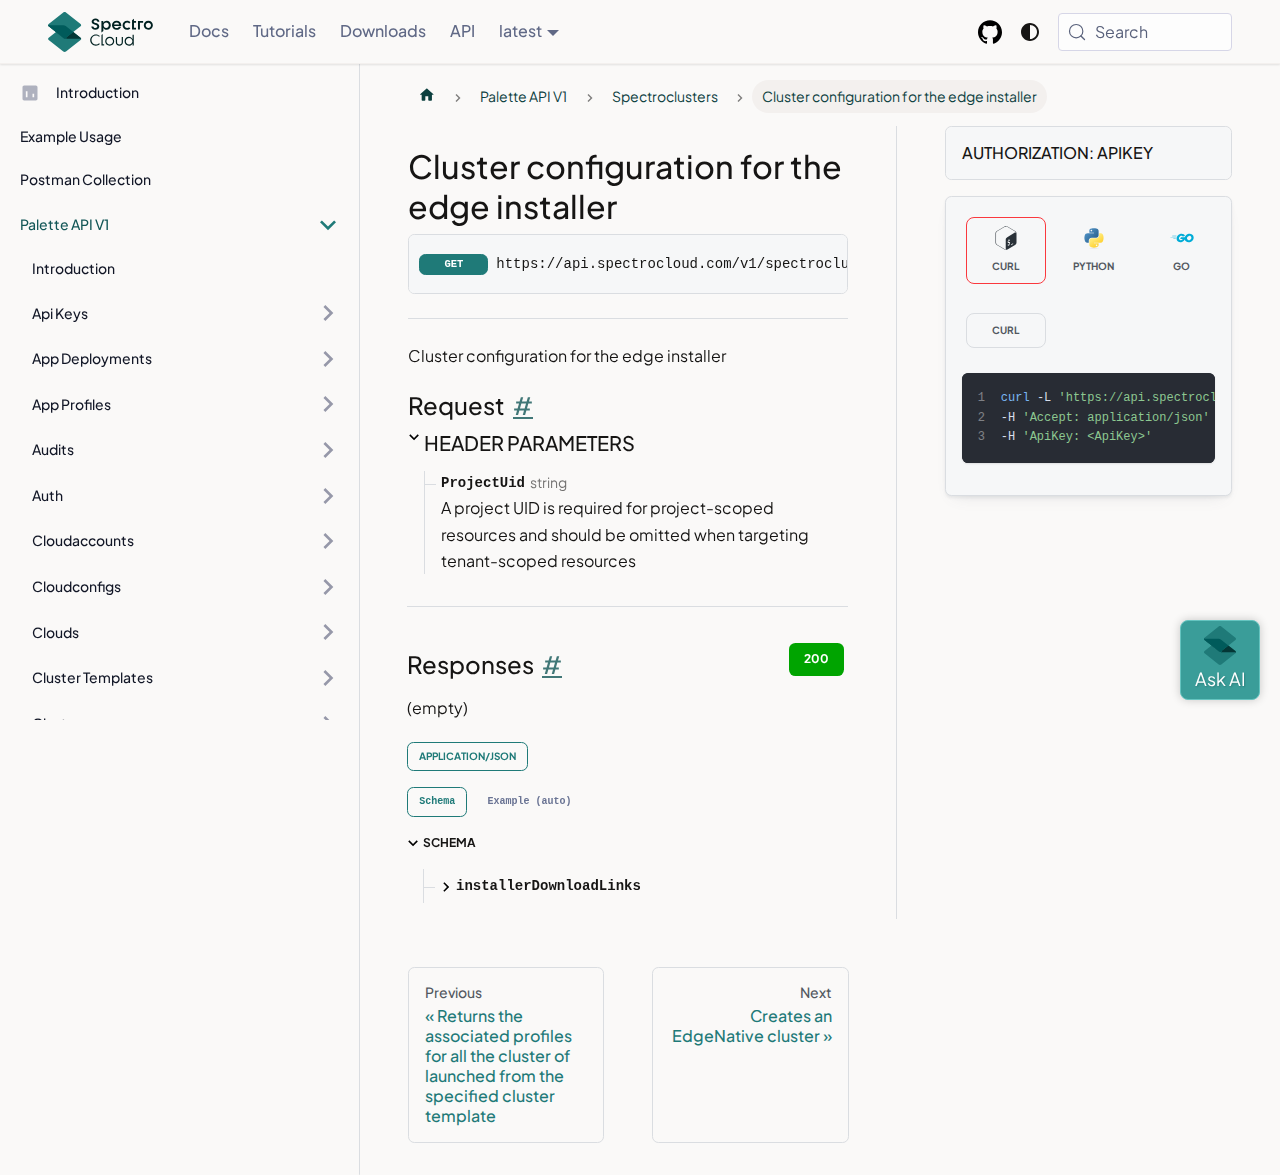 Spectro Cloud
Docs
Tutorials
Downloads
API
latest
Search
Introduction
Example Usage
Postman Collection
Palette API V1
Introduction
Api Keys
App Deployments
App Profiles
Audits
Auth
Cloudaccounts
Cloudconfigs
Clouds
Cluster Templates
Palette API V1
Spectroclusters
Cluster configuration for the edge installer
Cluster configuration for the
edge installer
GET https://api.spectrocloud.com/v1/spectroclu
Cluster configuration for the edge installer
Request #
HEADER PARAMETERS
ProjectUid string
A project UID is required for project-scoped
resources and should be omitted when targeting
tenant-scoped resources
Responses #
200
(empty)
APPLICATION/JSON
Schema
Example (auto)
SCHEMA
installerDownloadLinks
Previous
« Returns the
associated profiles
for all the cluster of
launched from the
specified cluster
template
Next
Creates an
EdgeNative cluster »
AUTHORIZATION: APIKEY
CURL
PYTHON
GO
CURL
1 curl -L 'https://api.spectrocl
2 -H 'Accept: application/json'
3 -H 'ApiKey: <ApiKey>'
Ask AI